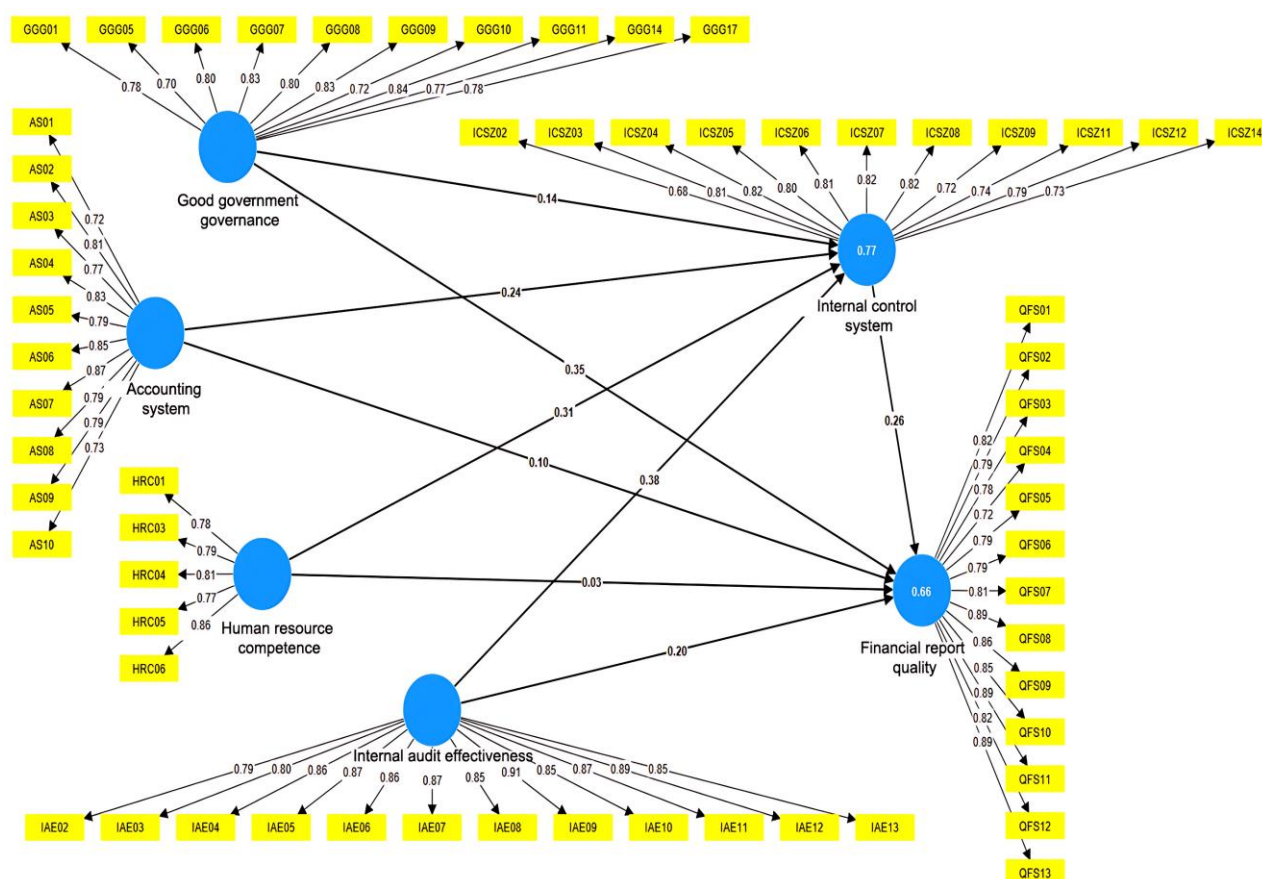 GGG01 GGG05 GGG06 GGG07 GGG08 GGG09 GGG10 GGG11 GGG14 GGG17
0.78 0.70 0.80 0.83 0.80 0.83 0.72 0.84 0.77 0.78
Good government
governance
ICSZ02 ICSZ03 ICSZ04 ICSZ05 ICSZ06 ICSZ07 ICSZ08 ICSZ09 ICSZ11 ICSZ12 ICSZ14
0.68 0.81 0.82 0.80 0.81 0.82 0.82 0.72 0.74 0.79 0.73
0.77
Internal control
system
AS01
AS02
AS03
AS04
AS05
AS06
AS07
AS08
AS09
AS10
0.72
0.81
0.77
0.83
0.79
0.85
0.87
0.79
0.79
0.73
Accounting
system
0.14
0.24
0.35
0.31
0.26
0.10
0.38
0.03
0.20
HRC01
HRC03
HRC04
HRC05
HRC06
0.78
0.79
0.81
0.77
0.86
Human resource
competence
QFS01
QFS02
QFS03
QFS04
QFS05
QFS06
QFS07
QFS08
QFS09
QFS10
QFS11
QFS12
QFS13
0.82
0.79
0.78
0.72
0.79
0.79
0.81
0.89
0.86
0.85
0.89
0.82
0.89
0.66
Financial report
quality
Internal audit effectiveness
0.79 0.80 0.86 0.87 0.86 0.87 0.85 0.91 0.85 0.87 0.89 0.85
IAE02 IAE03 IAE04 IAE05 IAE06 IAE07 IAE08 IAE09 IAE10 IAE11 IAE12 IAE13